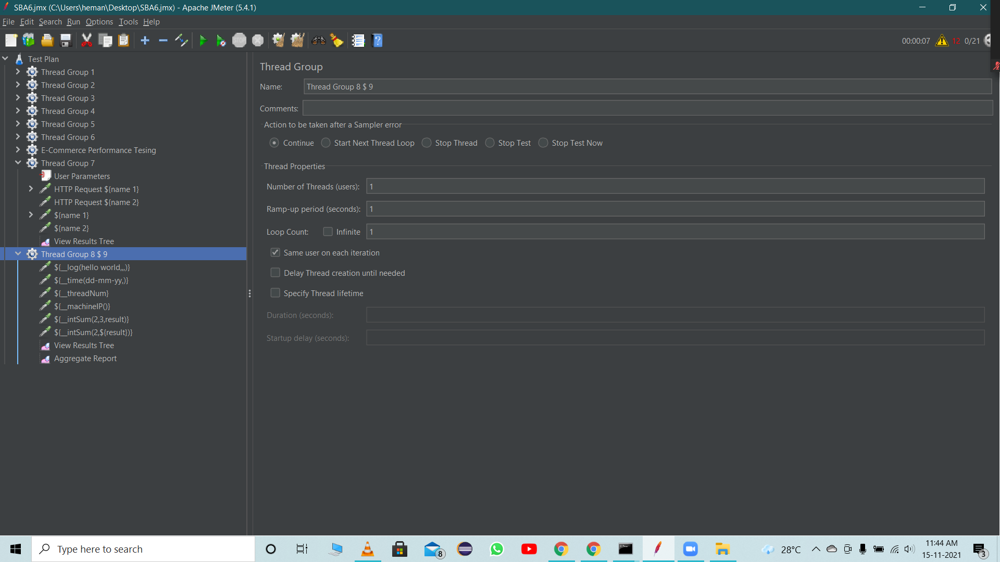 SBA6.jmx (C:\Users\heman\Desktop\SBA6.jmx) - Apache JMeter (5.4.1)
File Edit Search Run Options Tools Help
STOP
00:00:07 12 0/21
Test Plan
Thread Group 1
Thread Group 2
Thread Group 3
Thread Group 4
Thread Group 5
Thread Group 6
E-Commerce Performance Tesing
Thread Group 7
User Parameters
HTTP Request ${name 1}
HTTP Request ${name 2}
${name 1}
${name 2}
View Results Tree
Thread Group 8 $ 9
${__log(hello world,,,)}
${__time(dd-mm-yy,)}
${__threadNum}
${__machineIP()}
${__intSum(2,3,result)}
${__intSum(2,${result})}
View Results Tree
Aggregate Report
Thread Group
Name: Thread Group 8 $ 9
Comments:
Action to be taken after a Sampler error
Continue Start Next Thread Loop Stop Thread Stop Test Stop Test Now
Thread Properties
Number of Threads (users): 1
Ramp-up period (seconds): 1
Loop Count: Infinite 1
Same user on each iteration
Delay Thread creation until needed
Specify Thread lifetime
Duration (seconds):
Startup delay (seconds):
Type here to search
8
28°C
11:44 AM
15-11-2021
3